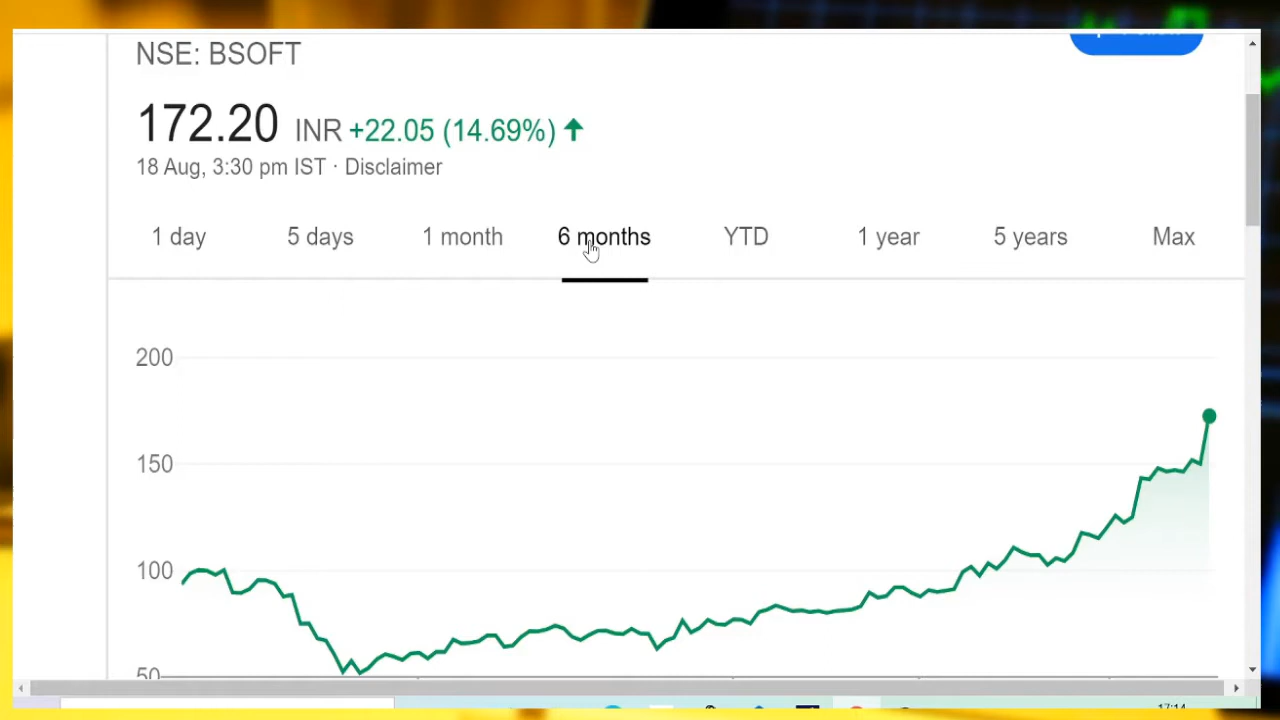 NSE: BSOFT
172.20 INR +22.05 (14.69%)
18 Aug, 3:30 pm IST · Disclaimer
1 day 5 days 1 month 6 months YTD 1 year 5 years Max
200
150
100
50